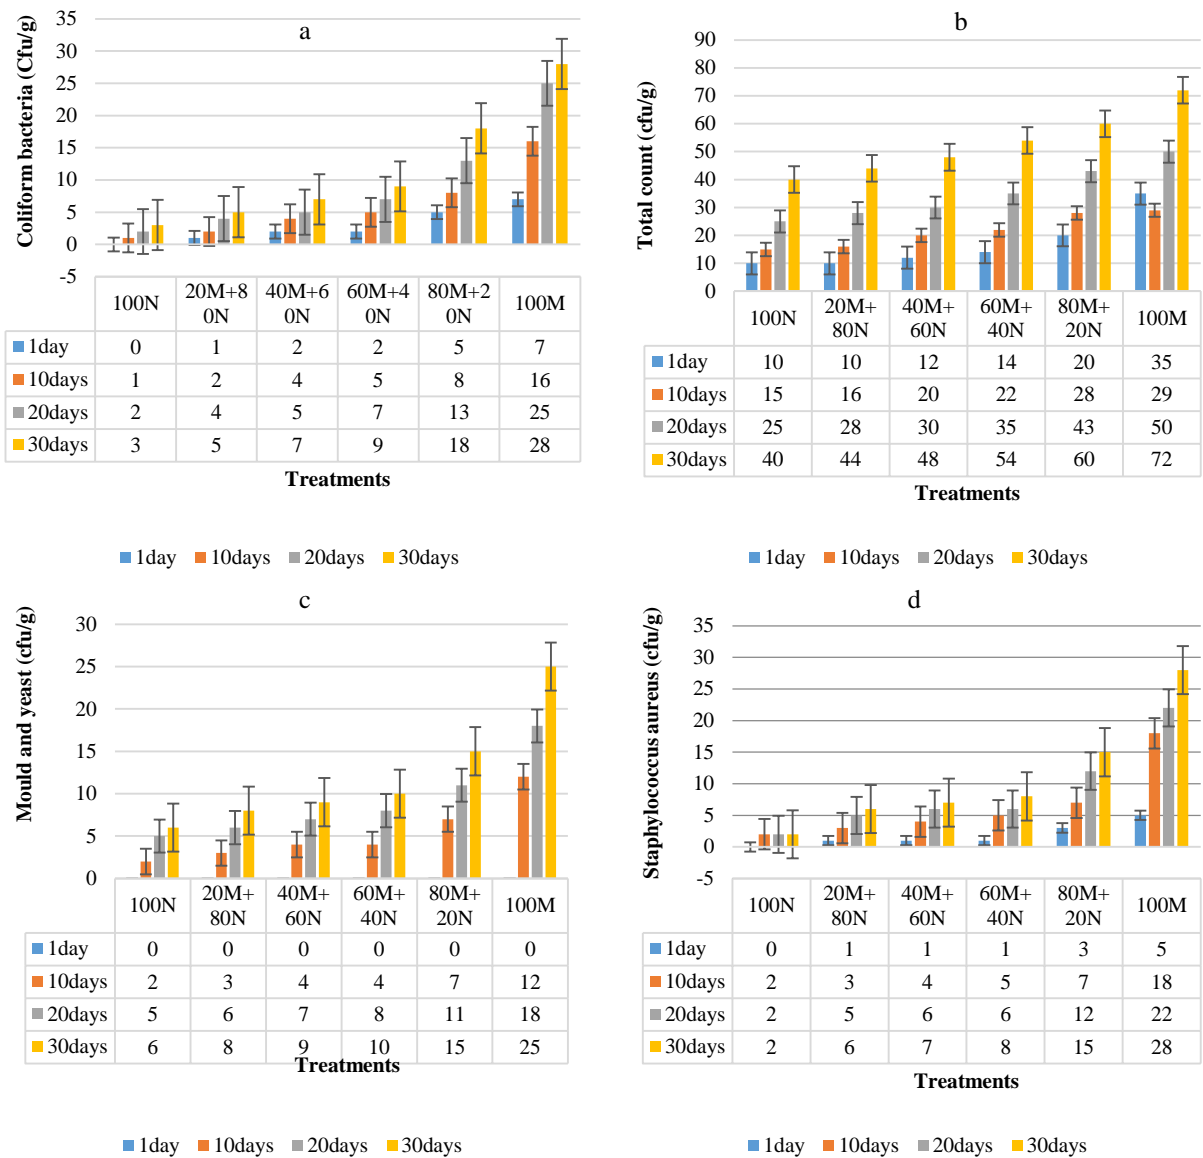 a
Coliform bacteria (Cfu/g)
35
30
25
20
15
10
5
0
-5
100N 20M+8 40M+6 60M+4 80M+2 100M
0N 0N 0N 0N
1day 0 1 2 2 5 7
10days 1 2 4 5 8 16
20days 2 4 5 7 13 25
30days 3 5 7 9 18 28
Treatments
1day 10days 20days 30days
b
Total count (cfu/g)
90
80
70
60
50
40
30
20
10
0
100N 20M+ 40M+ 60M+ 80M+ 100M
80N 60N 40N 20N
1day 10 10 12 14 20 35
10days 15 16 20 22 28 29
20days 25 28 30 35 43 50
30days 40 44 48 54 60 72
Treatments
1day 10days 20days 30days
c
Mould and yeast (cfu/g)
30
25
20
15
10
5
0
100N 20M+ 40M+ 60M+ 80M+ 100M
80N 60N 40N 20N
1day 0 0 0 0 0 0
10days 2 3 4 4 7 12
20days 5 6 7 8 11 18
30days 6 8 9 10 15 25
Treatments
1day 10days 20days 30days
d
Staphylococcus aureus (cfu/g)
35
30
25
20
15
10
5
0
-5
100N 20M+ 40M+ 60M+ 80M+ 100M
80N 60N 40N 20N
1day 0 1 1 1 3 5
10days 2 3 4 5 7 18
20days 2 5 6 6 12 22
30days 2 6 7 8 15 28
Treatments
1day 10days 20days 30days